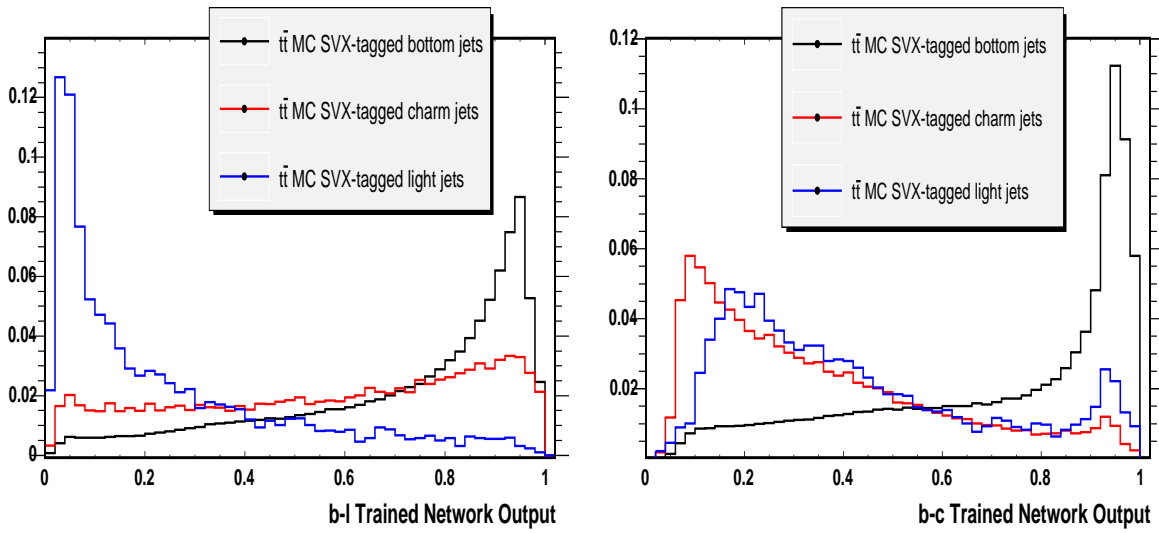 tt̄ MC SVX-tagged bottom jets
tt̄ MC SVX-tagged charm jets
tt̄ MC SVX-tagged light jets
0.12
0.1
0.08
0.06
0.04
0.02
0
0 0.2 0.4 0.6 0.8 1
b-l Trained Network Output
tt̄ MC SVX-tagged bottom jets
tt̄ MC SVX-tagged charm jets
tt̄ MC SVX-tagged light jets
0.12
0.1
0.08
0.06
0.04
0.02
0 0.2 0.4 0.6 0.8 1
b-c Trained Network Output